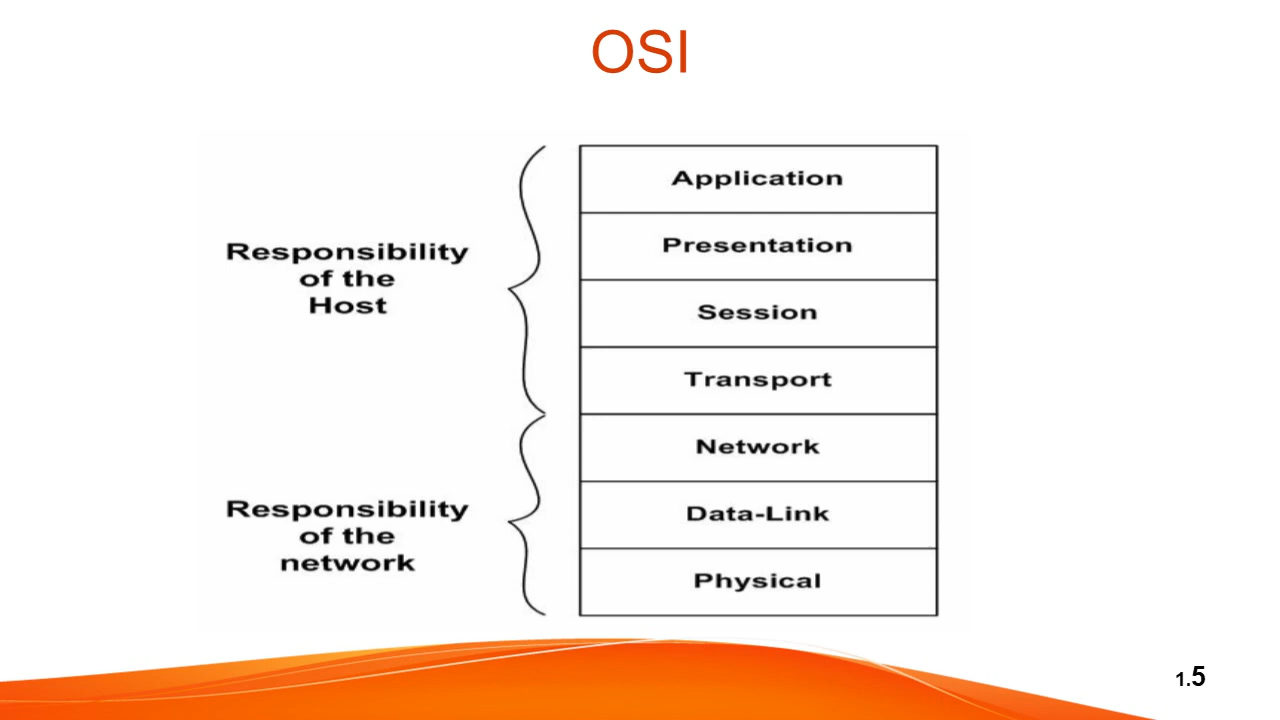 OSI
Responsibility
of the
Host
Responsibility
of the
network
Application
Presentation
Session
Transport
Network
Data-Link
Physical
1.5